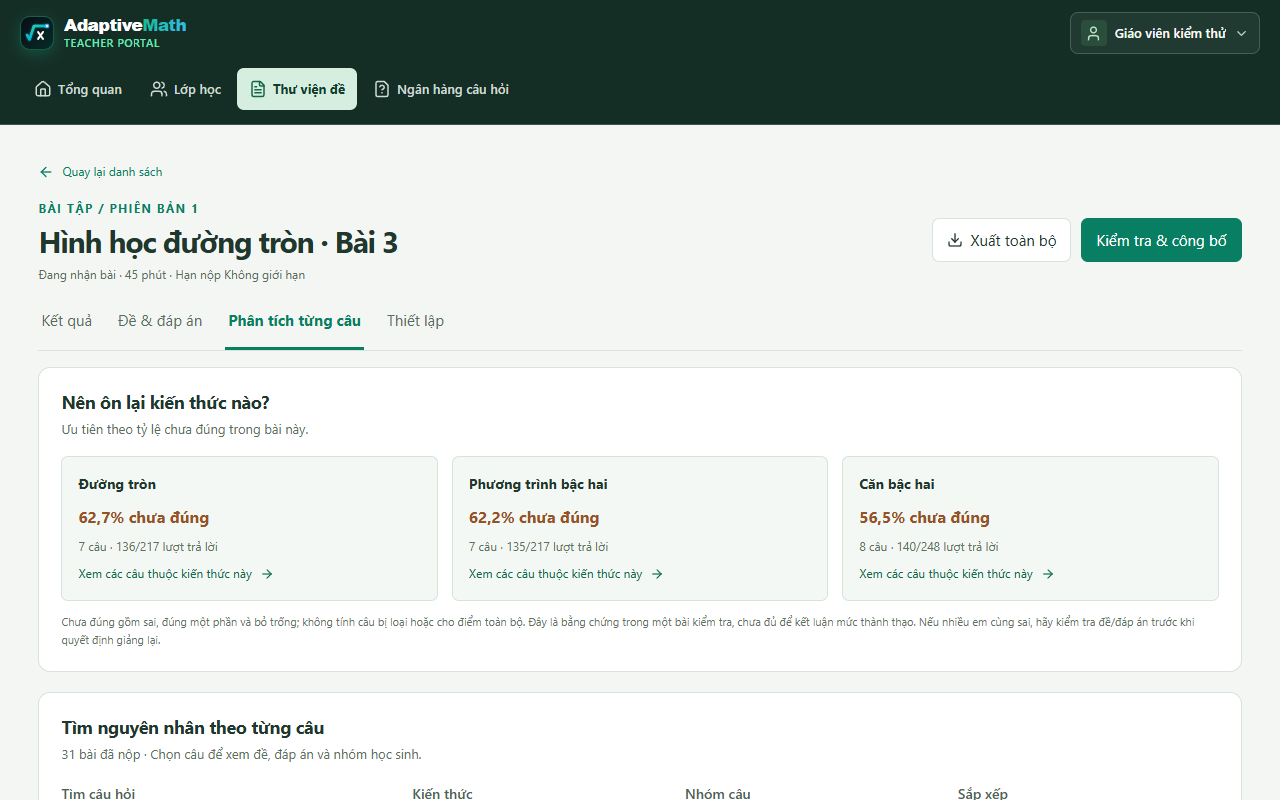 AdaptiveMath
TEACHER PORTAL
Giáo viên kiểm thử
Tổng quan
Lớp học
Thư viện đề
Ngân hàng câu hỏi
Quay lại danh sách
BÀI TẬP / PHIÊN BẢN 1
Hình học đường tròn · Bài 3
Đang nhận bài · 45 phút · Hạn nộp Không giới hạn
Xuất toàn bộ
Kiểm tra & công bố
Kết quả
Đề & đáp án
Phân tích từng câu
Thiết lập
Nên ôn lại kiến thức nào?
Ưu tiên theo tỷ lệ chưa đúng trong bài này.
Đường tròn
62,7% chưa đúng
7 câu · 136/217 lượt trả lời
Xem các câu thuộc kiến thức này →
Phương trình bậc hai
62,2% chưa đúng
7 câu · 135/217 lượt trả lời
Xem các câu thuộc kiến thức này →
Căn bậc hai
56,5% chưa đúng
8 câu · 140/248 lượt trả lời
Xem các câu thuộc kiến thức này →
Chưa đúng gồm sai, đúng một phần và bỏ trống; không tính câu bị loại hoặc cho điểm toàn bộ. Đây là bằng chứng trong một bài kiểm tra, chưa đủ để kết luận mức thành thạo. Nếu nhiều em cùng sai, hãy kiểm tra đề/đáp án trước khi
quyết định giảng lại.
Tìm nguyên nhân theo từng câu
31 bài đã nộp · Chọn câu để xem đề, đáp án và nhóm học sinh.
Tìm câu hỏi
Kiến thức
Nhóm câu
Sắp xếp